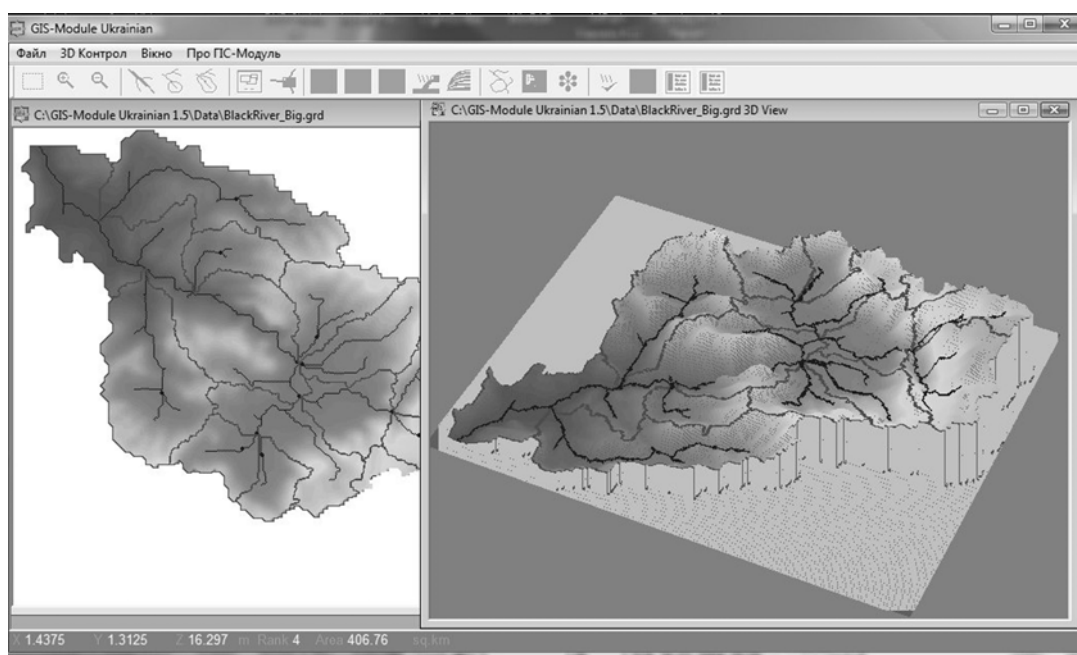 GIS-Module Ukrainian
Файл 3D Контрол Вікно Про ГІС-Модуль
C:\GIS-Module Ukrainian 1.5\Data\BlackRiver_Big.grd
C:\GIS-Module Ukrainian 1.5\Data\BlackRiver_Big.grd 3D View
X 1.4375 Y 1.3125 Z 16.297 m Rank 4 Area 406.76 sq.km